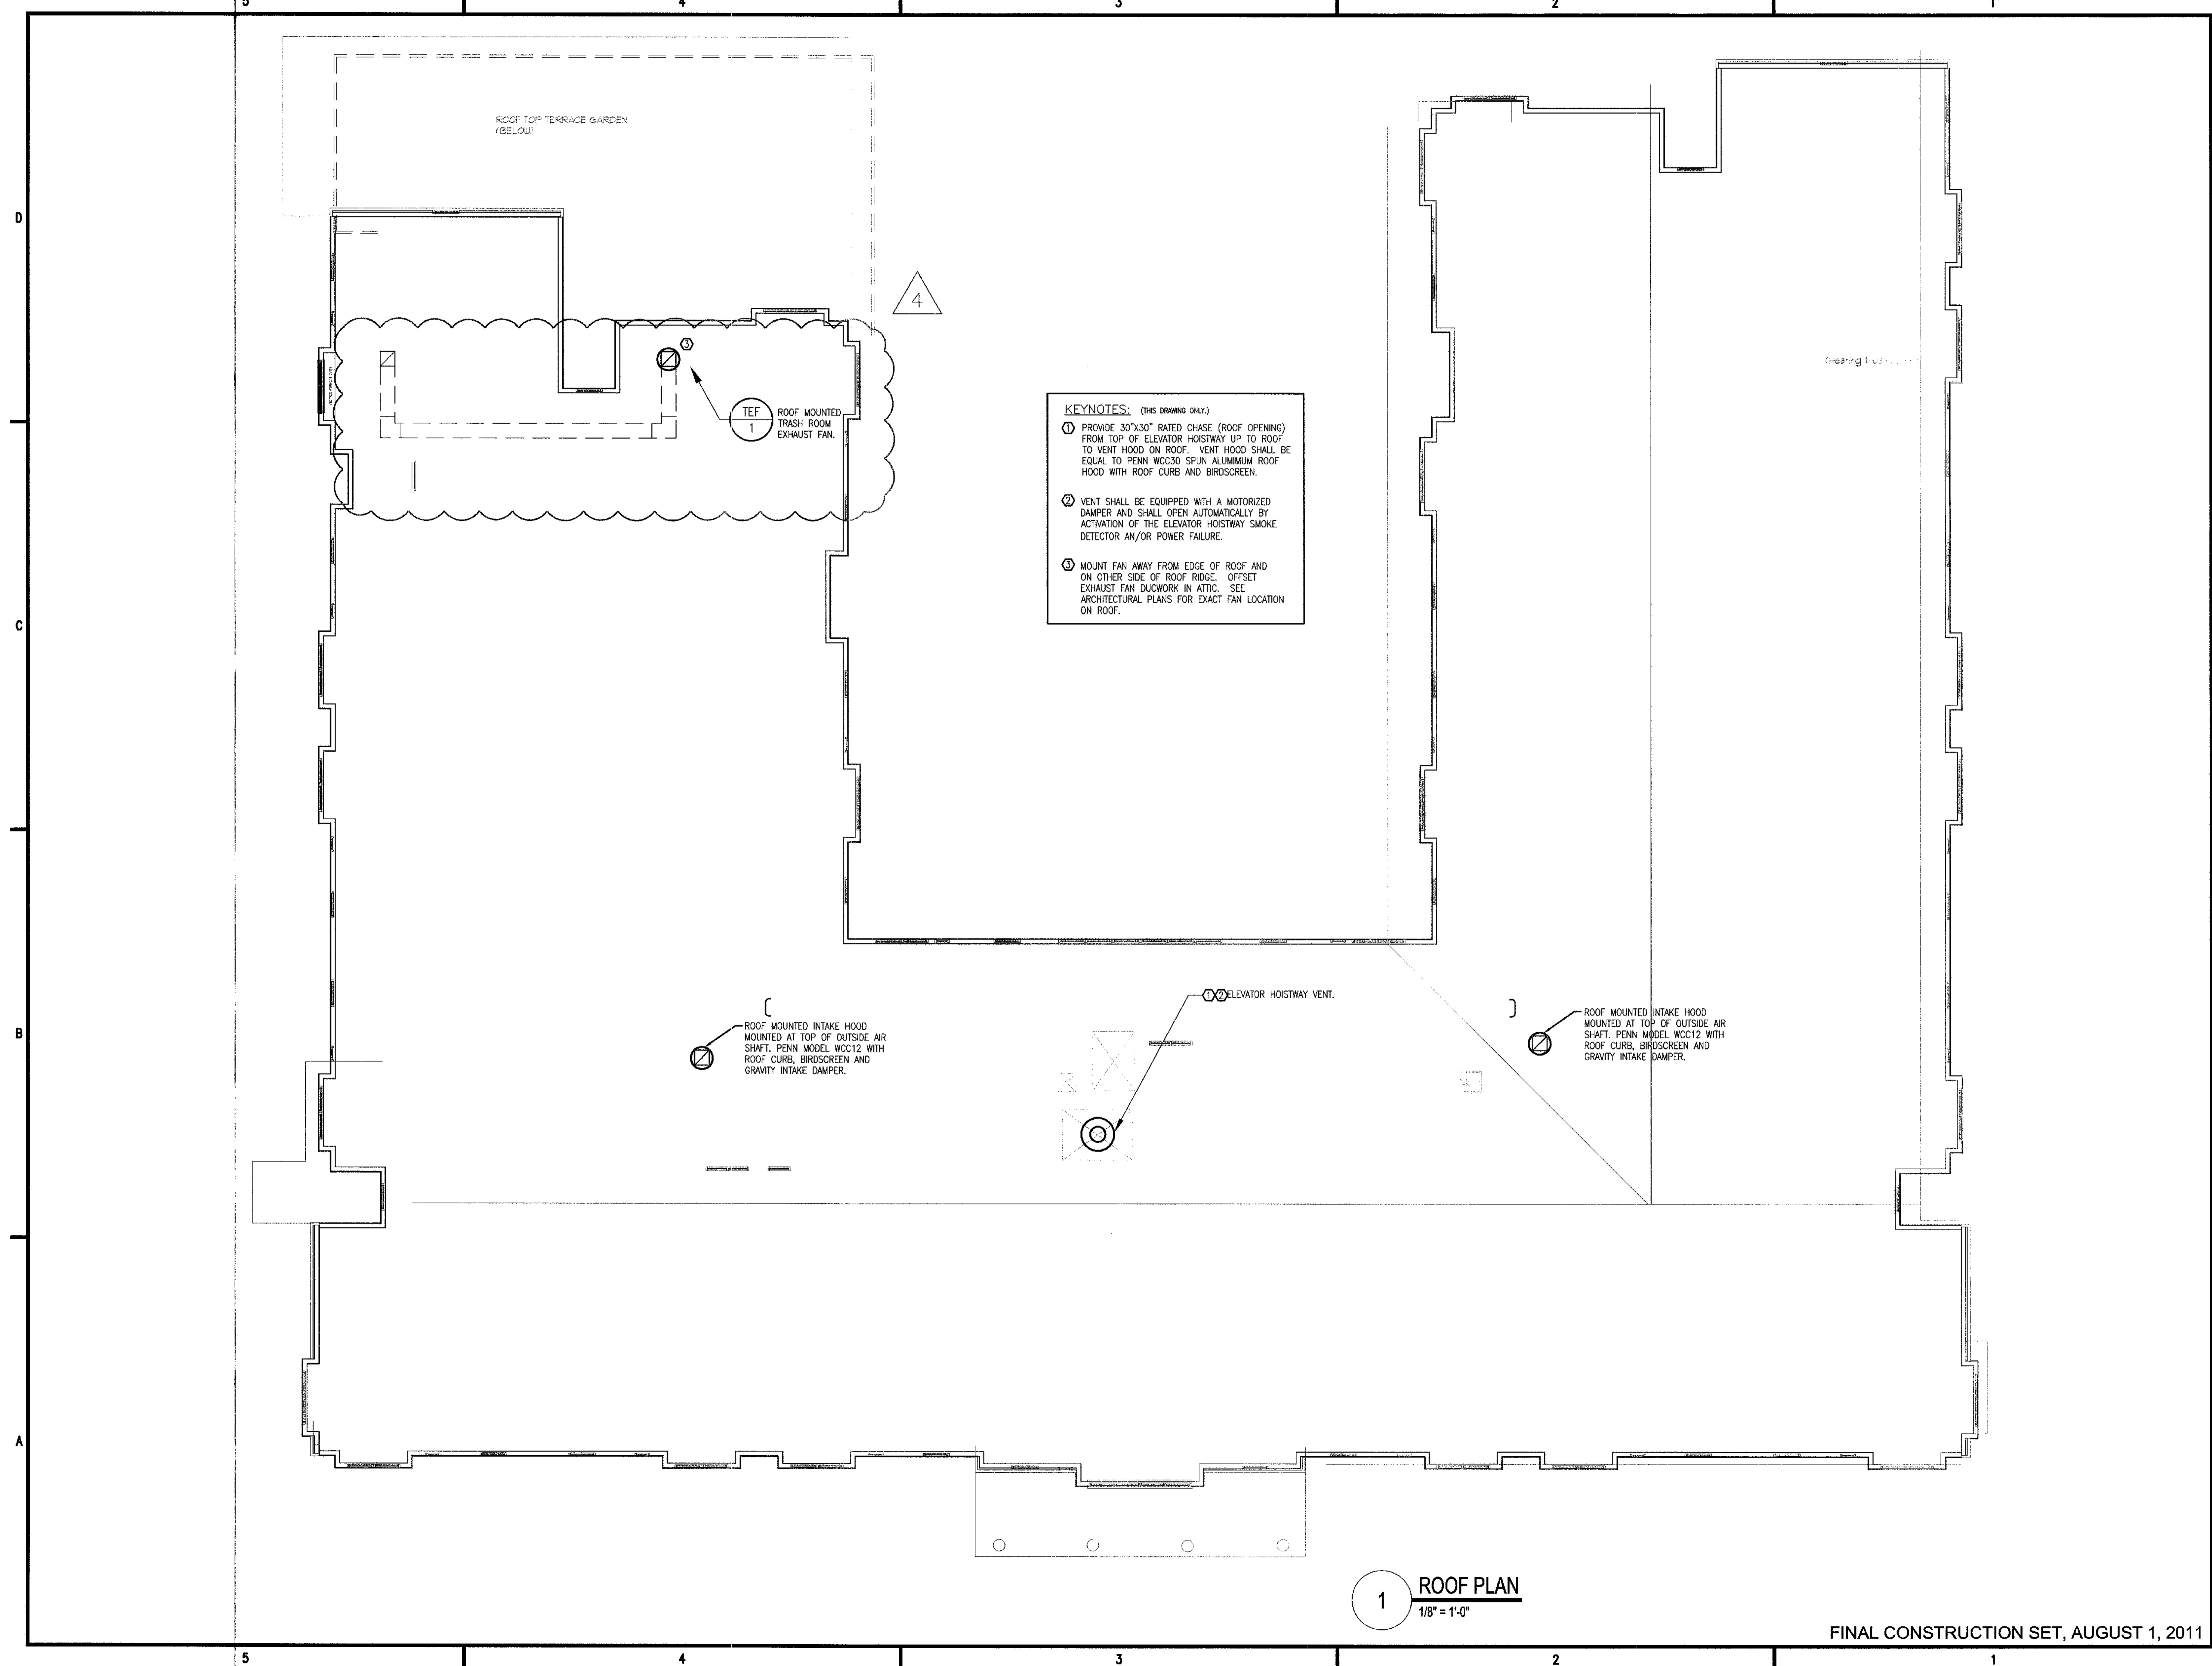 5 4 3 2 1
ROOF TOP TERRACE GARDEN
(BELOW)
D
4
3
TEF
1
ROOF MOUNTED
TRASH ROOM
EXHAUST FAN.
(Hearing
KEYNOTES: (THIS DRAWING ONLY.)
1 PROVIDE 30"X30" RATED CHASE (ROOF OPENING)
FROM TOP OF ELEVATOR HOISTWAY UP TO ROOF
TO VENT HOOD ON ROOF. VENT HOOD SHALL BE
EQUAL TO PENN WCC30 SPUN ALUMIMUM ROOF
HOOD WITH ROOF CURB AND BIRDSCREEN.
2 VENT SHALL BE EQUIPPED WITH A MOTORIZED
DAMPER AND SHALL OPEN AUTOMATICALLY BY
ACTIVATION OF THE ELEVATOR HOISTWAY SMOKE
DETECTOR AN/OR POWER FAILURE.
3 MOUNT FAN AWAY FROM EDGE OF ROOF AND
ON OTHER SIDE OF ROOF RIDGE. OFFSET
EXHAUST FAN DUCWORK IN ATTIC. SEE
ARCHITECTURAL PLANS FOR EXACT FAN LOCATION
ON ROOF.
C
1 2 ELEVATOR HOISTWAY VENT.
B
ROOF MOUNTED INTAKE HOOD
MOUNTED AT TOP OF OUTSIDE AIR
SHAFT. PENN MODEL WCC12 WITH
ROOF CURB, BIRDSCREEN AND
GRAVITY INTAKE DAMPER.
ROOF MOUNTED INTAKE HOOD
MOUNTED AT TOP OF OUTSIDE AIR
SHAFT. PENN MODEL WCC12 WITH
ROOF CURB, BIRDSCREEN AND
GRAVITY INTAKE DAMPER.
A
1
ROOF PLAN
1/8" = 1'-0"
FINAL CONSTRUCTION SET, AUGUST 1, 2011
5 4 3 2 1